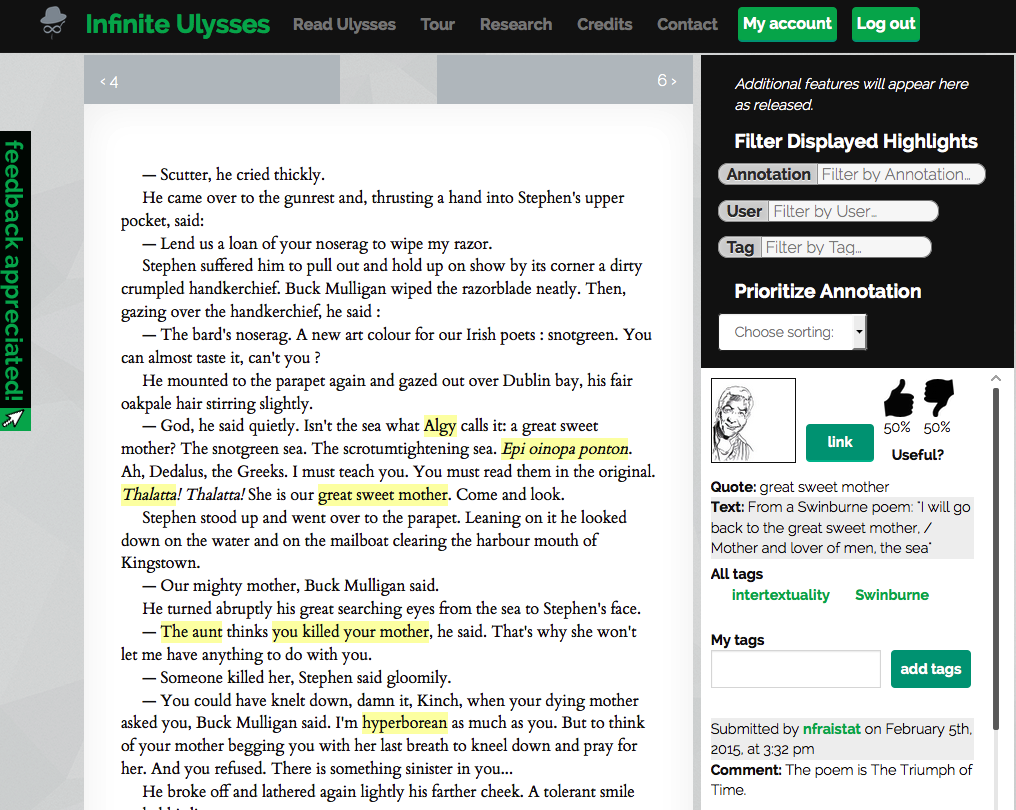 Infinite Ulysses
Read Ulysses
Tour
Research
Credits
Contact
My account
Log out
feedback appreciated!
‹ 4
6 ›
— Scutter, he cried thickly.
He came over to the gunrest and, thrusting a hand into Stephen's upper
pocket, said:
— Lend us a loan of your noserag to wipe my razor.
Stephen suffered him to pull out and hold up on show by its corner a dirty
crumpled handkerchief. Buck Mulligan wiped the razorblade neatly. Then,
gazing over the handkerchief, he said :
— The bard's noserag. A new art colour for our Irish poets : snotgreen. You
can almost taste it, can't you ?
He mounted to the parapet again and gazed out over Dublin bay, his fair
oakpale hair stirring slightly.
— God, he said quietly. Isn't the sea what Algy calls it: a great sweet
mother? The snotgreen sea. The scrotumtightening sea. Epi oinopa ponton.
Ah, Dedalus, the Greeks. I must teach you. You must read them in the original.
Thalatta! Thalatta! She is our great sweet mother. Come and look.
Stephen stood up and went over to the parapet. Leaning on it he looked
down on the water and on the mailboat clearing the harbour mouth of
Kingstown.
— Our mighty mother, Buck Mulligan said.
He turned abruptly his great searching eyes from the sea to Stephen's face.
— The aunt thinks you killed your mother, he said. That's why she won't
let me have anything to do with you.
— Someone killed her, Stephen said gloomily.
— You could have knelt down, damn it, Kinch, when your dying mother
asked you, Buck Mulligan said. I'm hyperborean as much as you. But to think
of your mother begging you with her last breath to kneel down and pray for
her. And you refused. There is something sinister in you...
He broke off and lathered again lightly his farther cheek. A tolerant smile
Additional features will appear here
as released.
Filter Displayed Highlights
Annotation Filter by Annotation...
User Filter by User...
Tag Filter by Tag...
Prioritize Annotation
Choose sorting:
link
50% 50%
Useful?
Quote: great sweet mother
Text: From a Swinburne poem: "I will go
back to the great sweet mother, /
Mother and lover of men, the sea"
All tags
intertextuality Swinburne
My tags
add tags
Submitted by nfraistat on February 5th,
2015, at 3:32 pm
Comment: The poem is The Triumph of
Time.